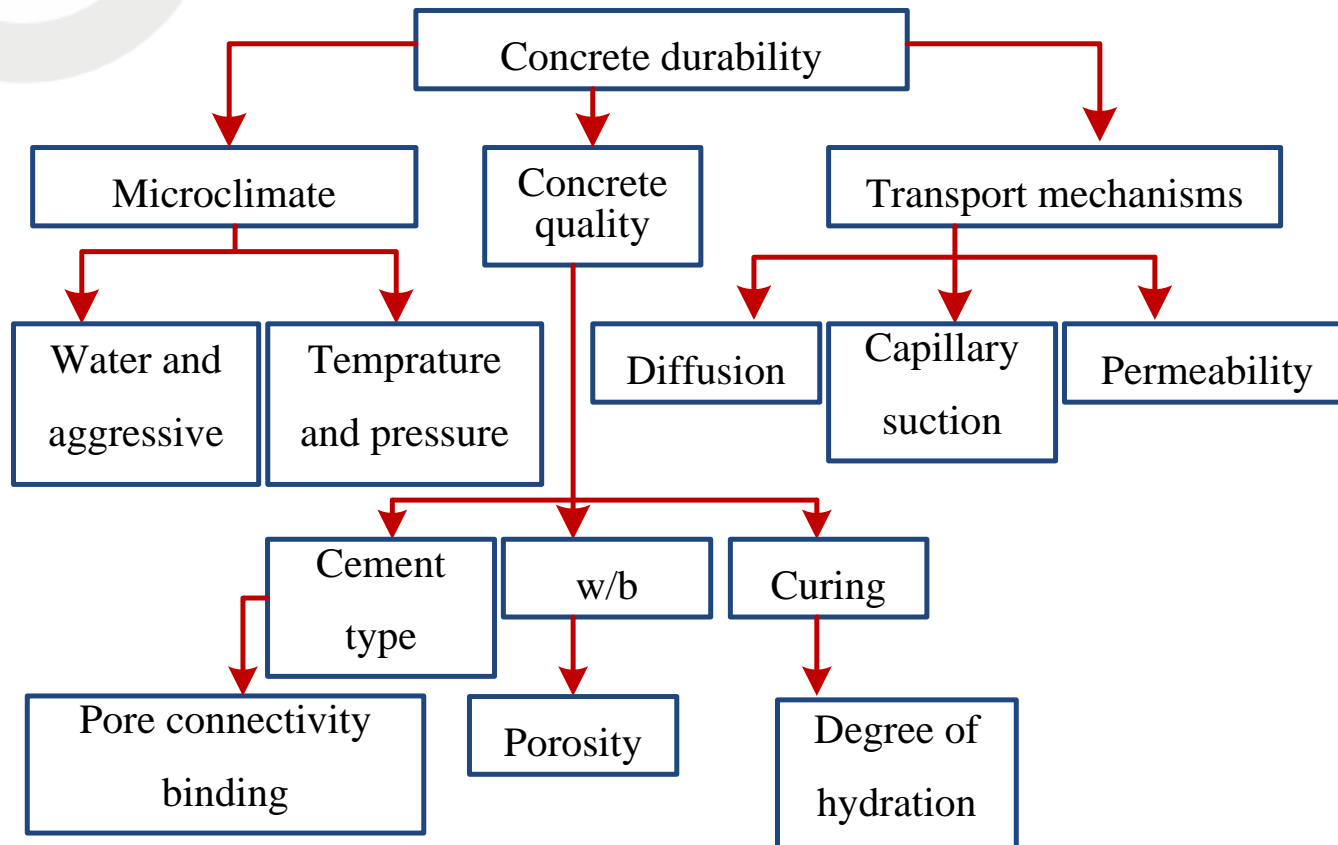 Concrete durability
Microclimate
Concrete
quality
Transport mechanisms
Water and
aggressive
Temprature
and pressure
Diffusion
Capillary
suction
Permeability
Cement
type
w/b
Curing
Pore connectivity
binding
Porosity
Degree of
hydration